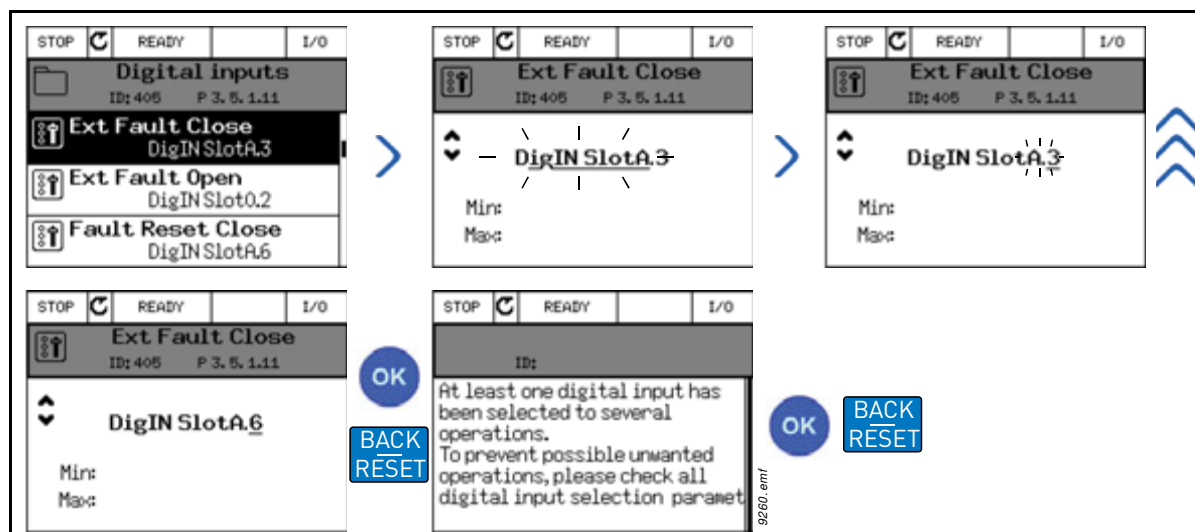 STOP READY I/O
Digital inputs
ID: 405 P 3. 5. 1.11
Ext Fault Close
DigIN SlotA.3
Ext Fault Open
DigIN Slot0.2
Fault Reset Close
DigIN SlotA.6
STOP READY I/O
Ext Fault Close
ID: 405 P 3. 5. 1.11
DigIN SlotA.3
Min:
Max:
STOP READY I/O
Ext Fault Close
ID: 405 P 3. 5. 1.11
DigIN SlotA.3
Min:
Max:
STOP READY I/O
Ext Fault Close
ID: 405 P 3. 5. 1.11
DigIN SlotA.6
Min:
Max:
OK
BACK
RESET
STOP READY I/O
ID:
At least one digital input has
been selected to several
operations.
To prevent possible unwanted
operations, please check all
digital input selection paramet
OK
BACK
RESET
9260.emf